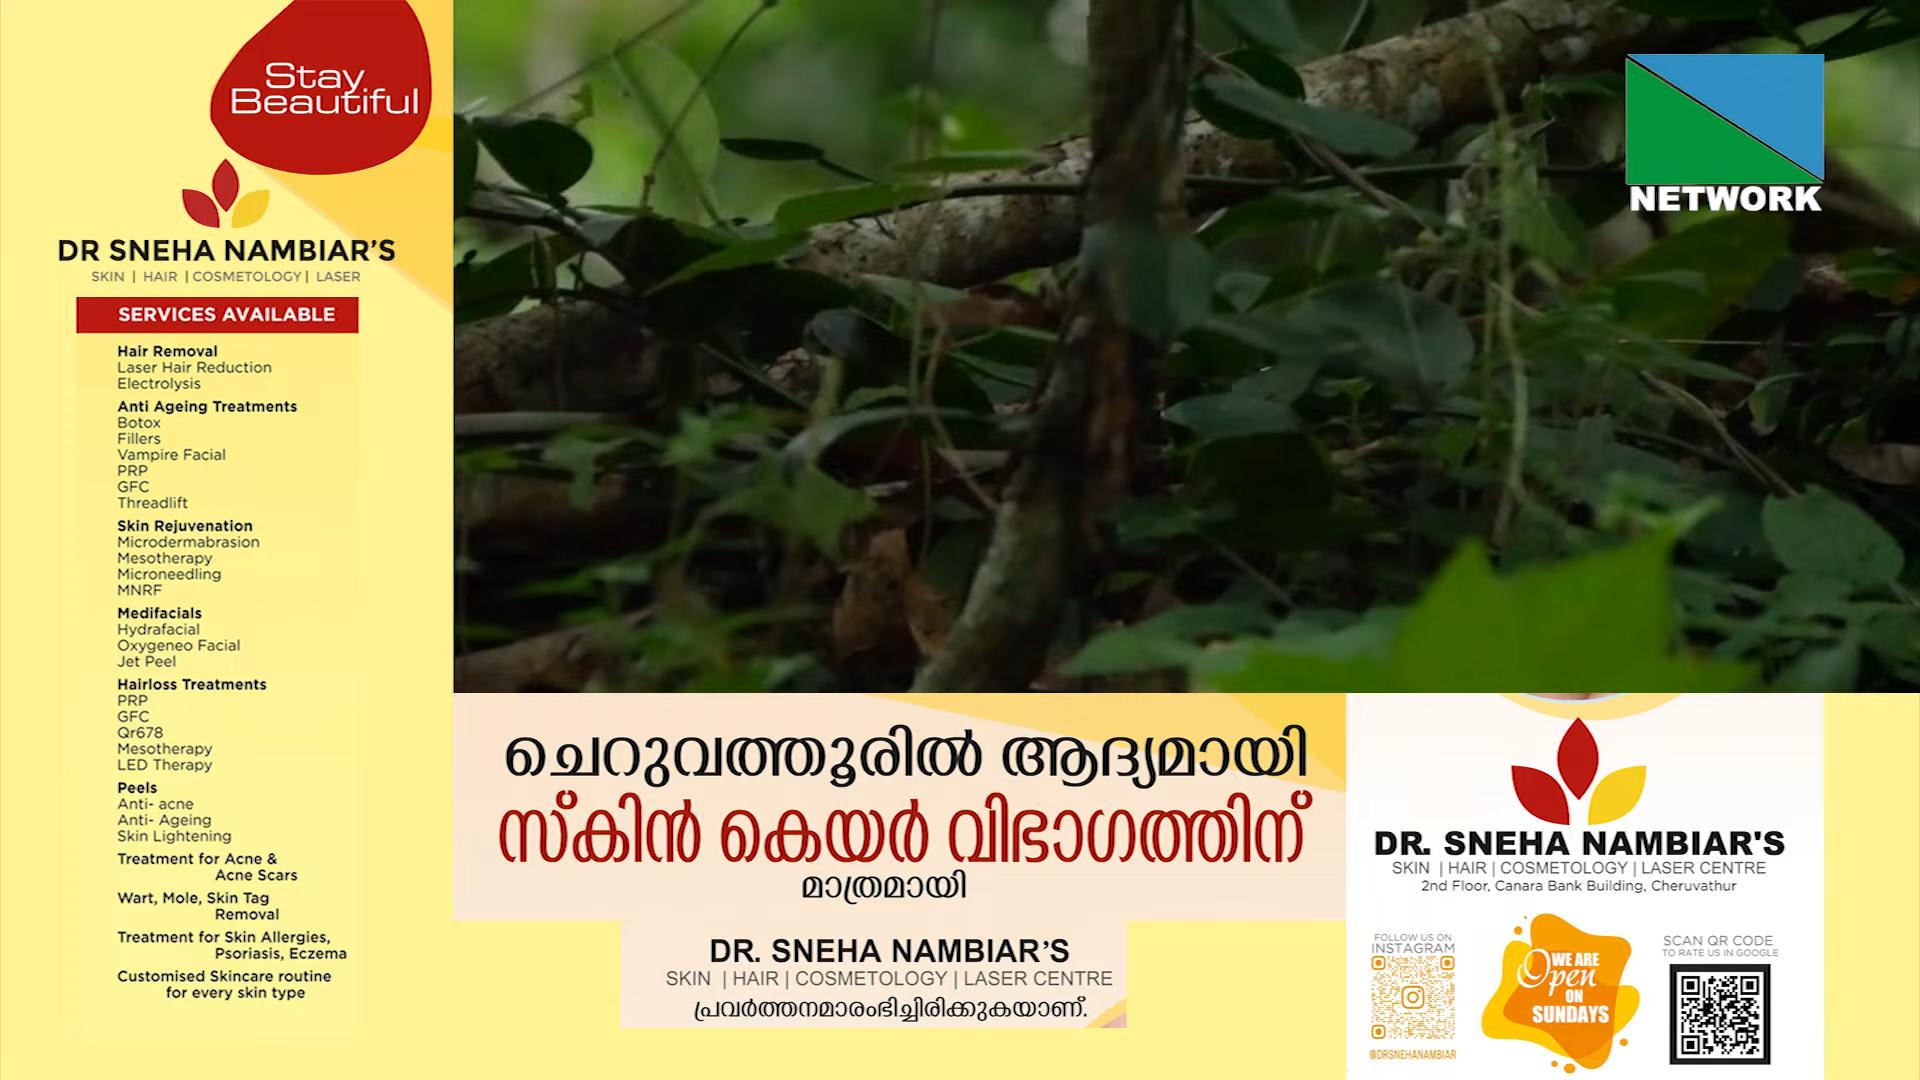 Stay
Beautiful
DR SNEHA NAMBIAR’S
SKIN | HAIR | COSMETOLOGY | LASER
SERVICES AVAILABLE
Hair Removal
Laser Hair Reduction
Electrolysis
Anti Ageing Treatments
Botox
Fillers
Vampire Facial
PRP
GFC
Threadlift
Skin Rejuvenation
Microdermabrasion
Mesotherapy
Microneedling
MNRF
Medifacials
Hydrafacial
Oxygeneo Facial
Jet Peel
Hairloss Treatments
PRP
GFC
Qr678
Mesotherapy
LED Therapy
Peels
Anti- acne
Anti- Ageing
Skin Lightening
Treatment for Acne &
Acne Scars
Wart, Mole, Skin Tag
Removal
Treatment for Skin Allergies,
Psoriasis, Eczema
Customised Skincare routine
for every skin type
NETWORK
ചെറുവത്തൂരിൽ ആദ്യമായി
സ്കിൻ കെയർ വിഭാഗത്തിന്
മാത്രമായി
DR. SNEHA NAMBIAR’S
SKIN | HAIR | COSMETOLOGY | LASER CENTRE
പ്രവർത്തനമാരംഭിച്ചിരിക്കുകയാണ്.
DR. SNEHA NAMBIAR'S
SKIN | HAIR | COSMETOLOGY | LASER CENTRE
2nd Floor, Canara Bank Building, Cheruvathur
FOLLOW US ON
INSTAGRAM
@DRSNEHANAMBIAR
WE ARE
Open
ON
SUNDAYS
SCAN QR CODE
TO RATE US IN GOOGLE